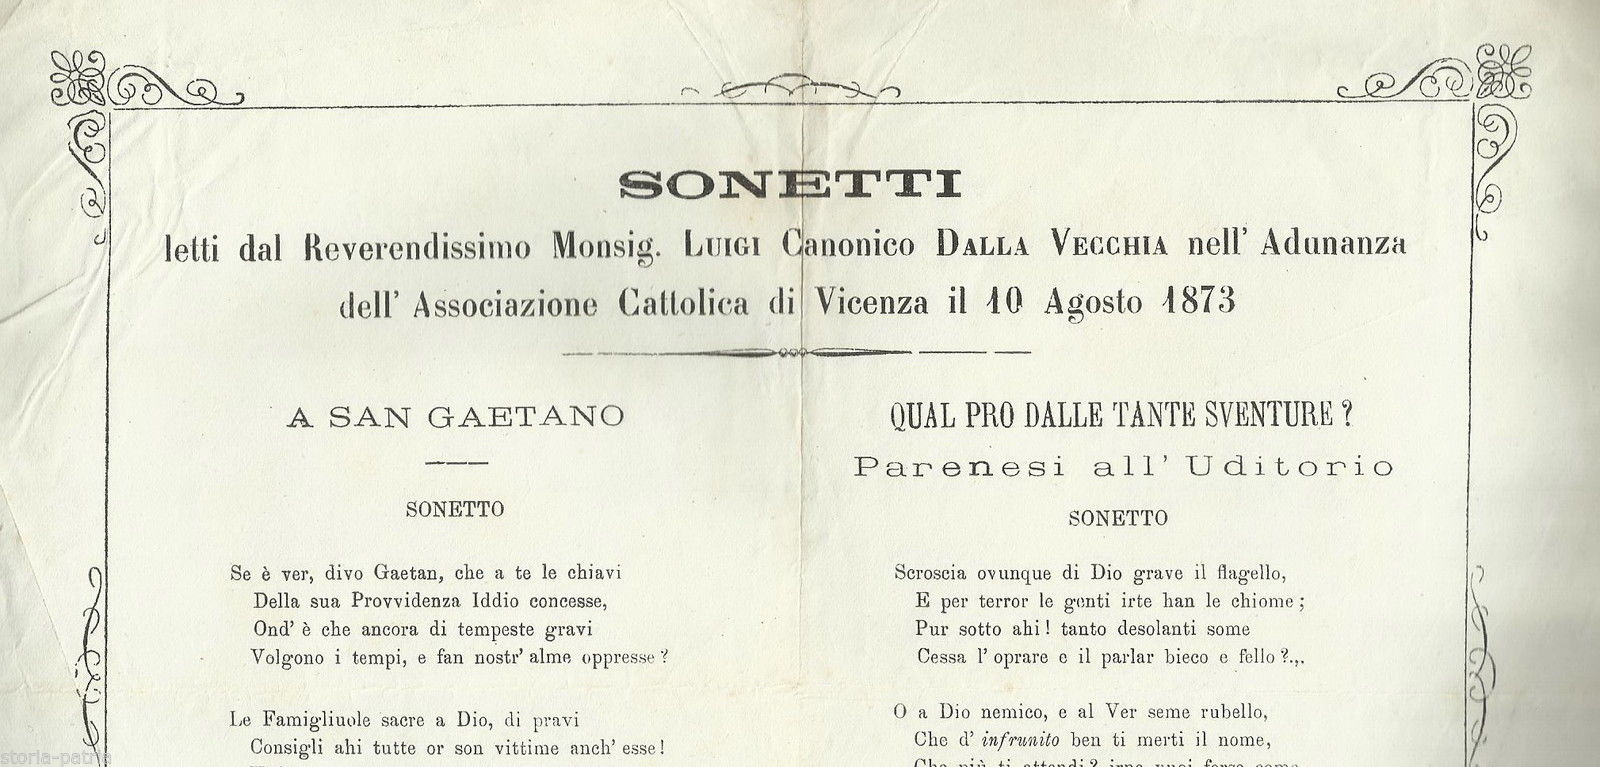 SONETTI
letti dal Reverendissimo Monsig. LUIGI Canonico DALLA VECCHIA nell' Adunanza
dell' Associazione Cattolica di Vicenza il 10 Agosto 1873
A SAN GAETANO
SONETTO
Se è ver, divo Gaetan, che a te le chiavi
Della sua Provvidenza Iddio concesse,
Ond' è che ancora di tempeste gravi
Volgono i tempi, e fan nostr' alme oppresse?
Le Famigliuole sacre a Dio, di pravi
Consigli ahi tutte or son vittime anch' esse!
QUAL PRO DALLE TANTE SVENTURE?
Parenesi all' Uditorio
SONETTO
Scroscia ovunque di Dio grave il flagello,
E per terror le genti irte han le chiome;
Pur sotto ahi! tanto desolanti some
Cessa l' oprare e il parlar bieco e fello?.,.
O a Dio nemico, e al Ver seme rubello,
Che d' infrunito ben ti merti il nome,
Che più ti attendi?
storia-patria